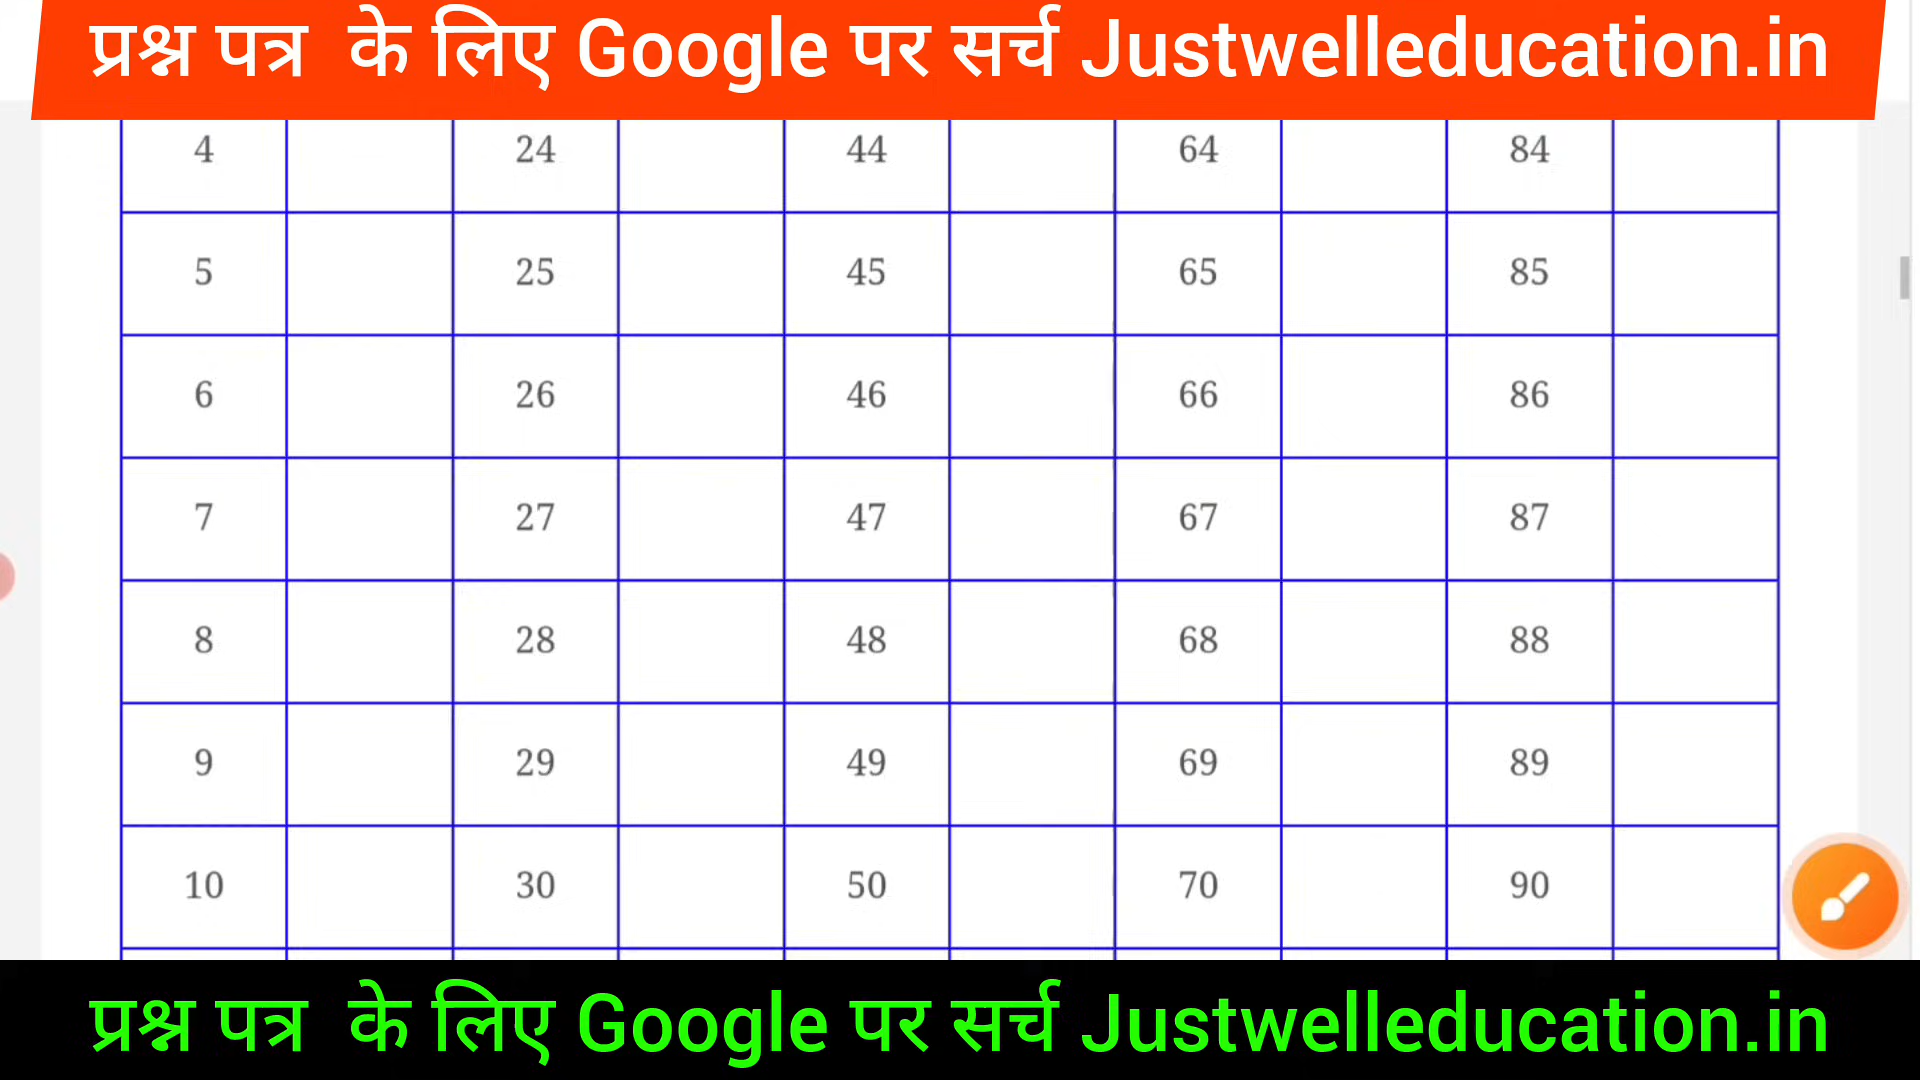 प्रश्न पत्र के लिए Google पर सर्च Justwelleducation.in
4 24 44 64 84
5 25 45 65 85
6 26 46 66 86
7 27 47 67 87
8 28 48 68 88
9 29 49 69 89
10 30 50 70 90
प्रश्न पत्र के लिए Google पर सर्च Justwelleducation.in